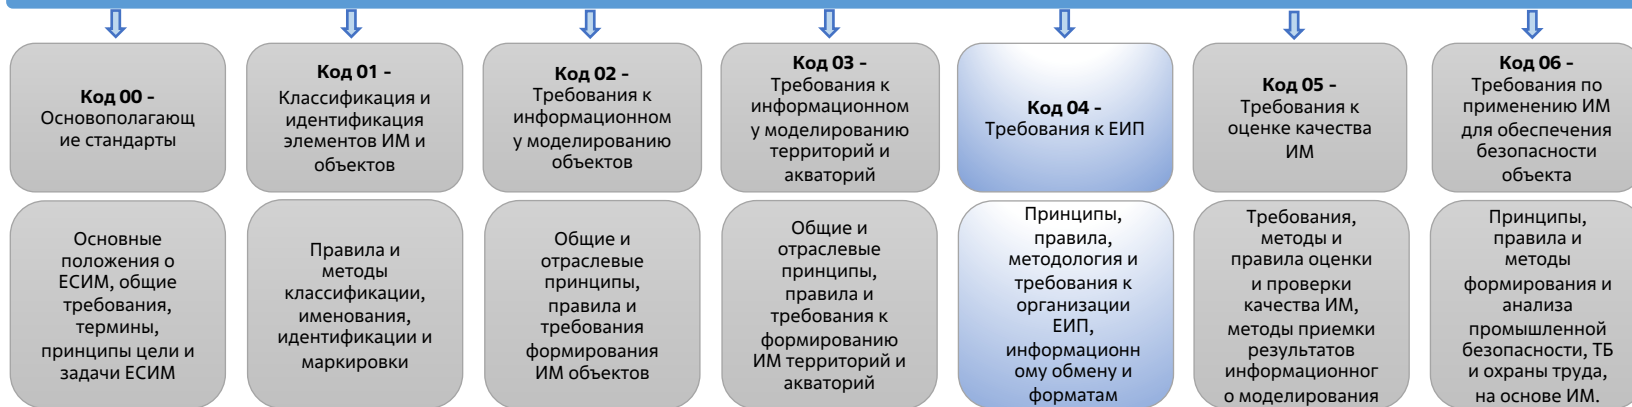 Код 00 -
Основополагающ
ие стандарты
Код 01 -
Классификация и
идентификация
элементов ИМ и
объектов
Код 02 -
Требования к
информационном
у моделированию
объектов
Код 03 -
Требования к
информационном
у моделированию
территорий и
акваторий
Код 04 -
Требования к ЕИП
Код 05 -
Требования к
оценке качества
ИМ
Код 06 -
Требования по
применению ИМ
для обеспечения
безопасности
объекта
Основные
положения о
ЕСИМ, общие
требования,
термины,
принципы цели и
задачи ЕСИМ
Правила и
методы
классификации,
именования,
идентификации и
маркировки
Общие и
отраслевые
принципы,
правила и
требования
формирования
ИМ объектов
Общие и
отраслевые
принципы,
правила и
требования к
формированию
ИМ территорий и
акваторий
Принципы,
правила,
методология и
требования к
организации
ЕИП,
информационн
ому обмену и
форматам
Требования,
методы и
правила оценки
и проверки
качества ИМ,
методы приемки
результатов
информационног
о моделирования
Принципы,
правила и
методы
формирования и
анализа
промышленной
безопасности, ТБ
и охраны труда,
на основе ИМ.